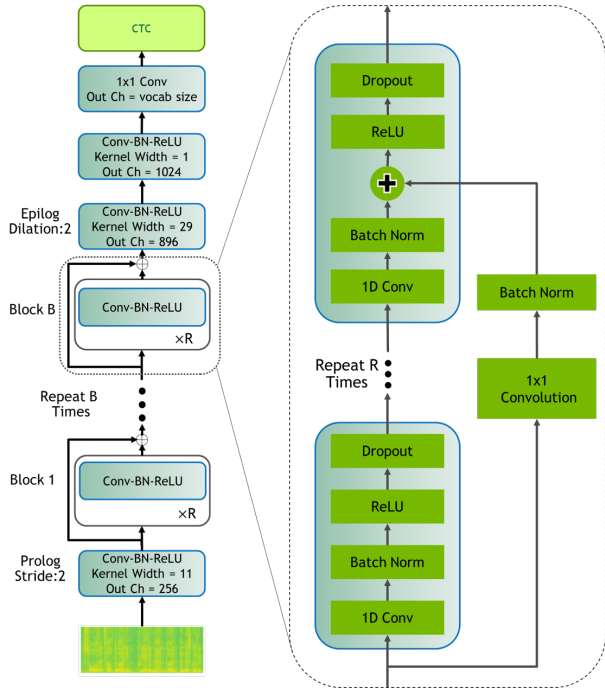 CTC
1x1 Conv
Out Ch = vocab size
Conv-BN-ReLU
Kernel Width = 1
Out Ch = 1024
Epilog
Dilation:2
Conv-BN-ReLU
Kernel Width = 29
Out Ch = 896
Block B
Conv-BN-ReLU
×R
Repeat B
Times
Block 1
Conv-BN-ReLU
×R
Prolog
Stride:2
Conv-BN-ReLU
Kernel Width = 11
Out Ch = 256
Dropout
ReLU
+
Batch Norm
1D Conv
Batch Norm
1x1
Convolution
Repeat R
Times
Dropout
ReLU
Batch Norm
1D Conv